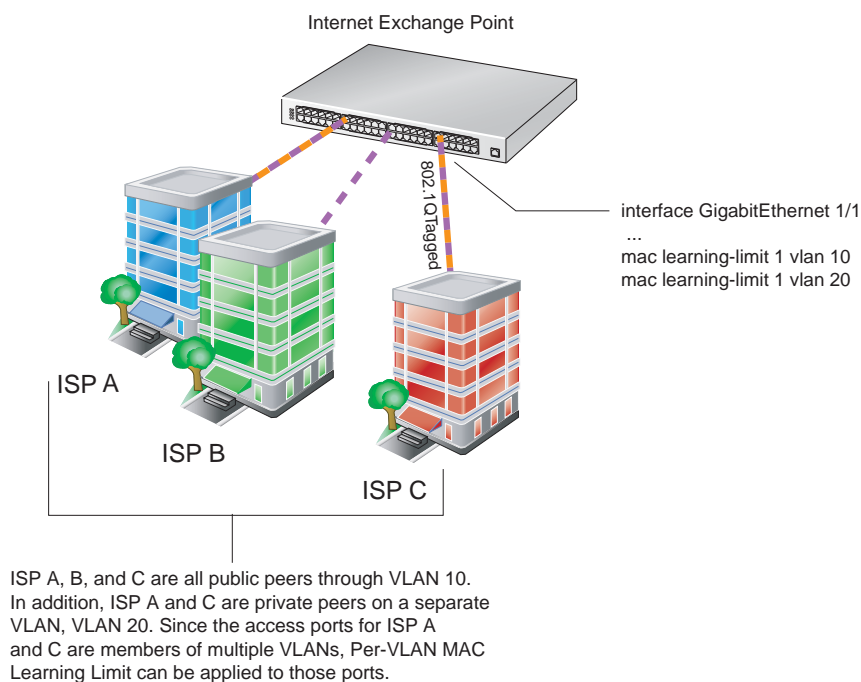 Internet Exchange Point
802.1QTagged
interface GigabitEthernet 1/1
...
mac learning-limit 1 vlan 10
mac learning-limit 1 vlan 20
ISP A
ISP B
ISP C
ISP A, B, and C are all public peers through VLAN 10.
In addition, ISP A and C are private peers on a separate
VLAN, VLAN 20. Since the access ports for ISP A
and C are members of multiple VLANs, Per-VLAN MAC
Learning Limit can be applied to those ports.